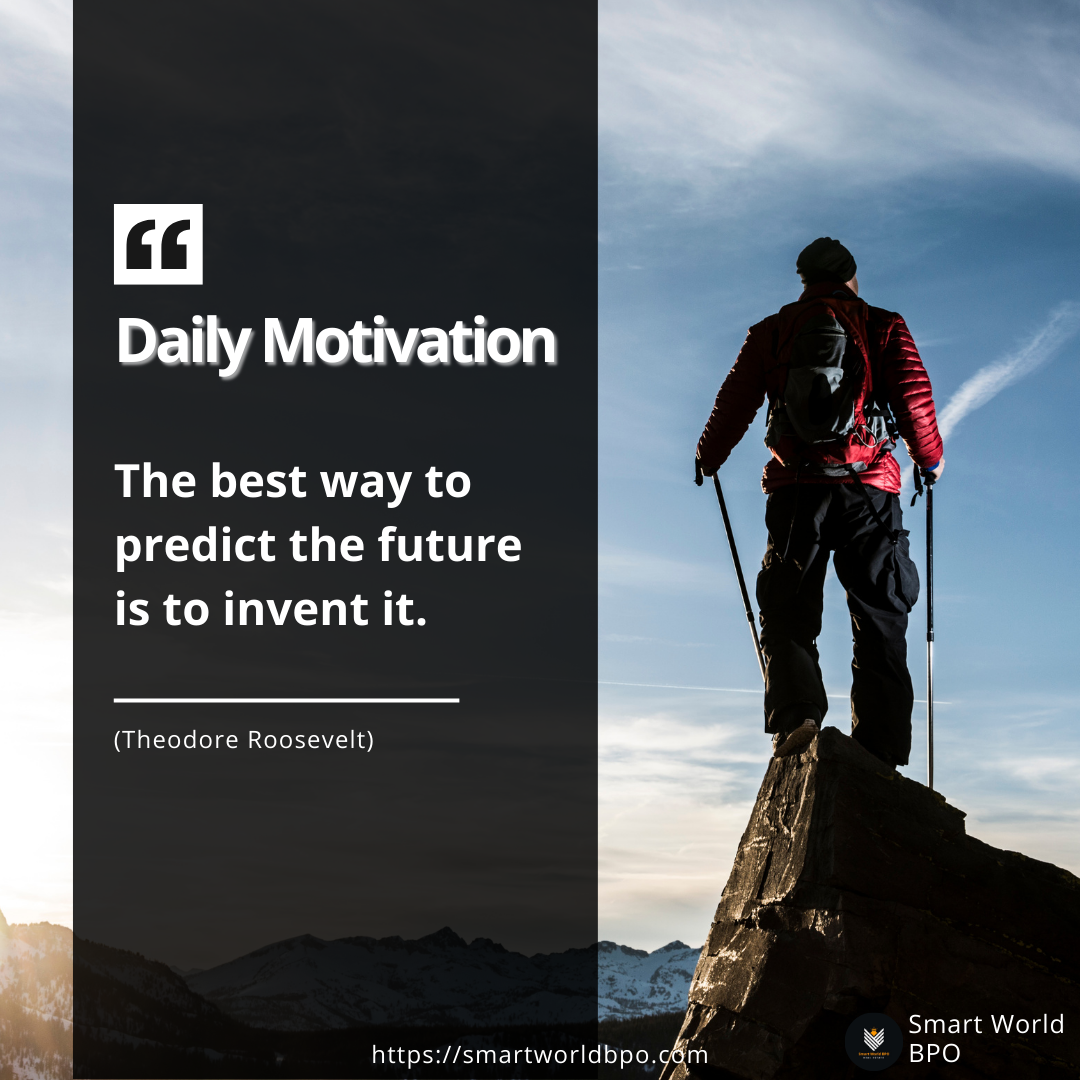 Daily Motivation
The best way to
predict the future
is to invent it.
(Theodore Roosevelt)
https://smartworldbpo.com
Smart World
BPO